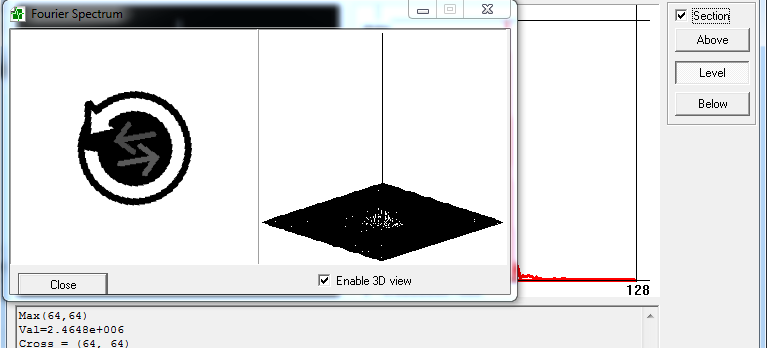 Fourier Spectrum
Section
Above
Level
Below
Close
Enable 3D view
128
Max(64,64)
Val=2.4648e+006
Cross = (64, 64)